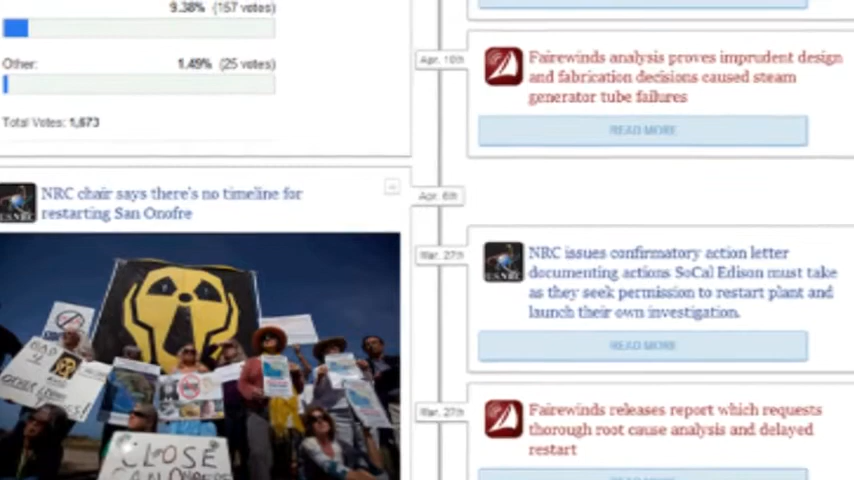 9.38% (157 votes)
Other: 1.49% (25 votes)
Total Votes: 1,673
NRC chair says there's no timeline for
restarting San Onofre
CLOSE
Apr. 10th
Fairewinds analysis proves imprudent design
and fabrication decisions caused steam
generator tube failures
READ MORE
Apr. 6th
Mar. 27th
NRC issues confirmatory action letter
documenting actions SoCal Edison must take
as they seek permission to restart plant and
launch their own investigation.
READ MORE
Mar. 27th
Fairewinds releases report which requests
thorough root cause analysis and delayed
restart